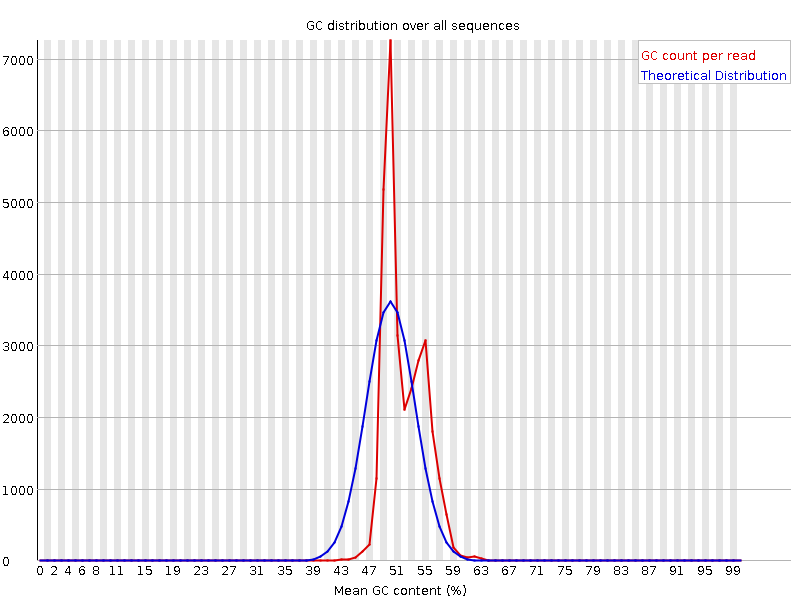 GC distribution over all sequences
GC count per read
Theoretical Distribution
7000
6000
5000
4000
3000
2000
1000
0
0 2 4 6 8 11 15 19 23 27 31 35 39 43 47 51 55 59 63 67 71 75 79 83 87 91 95 99
Mean GC content (%)